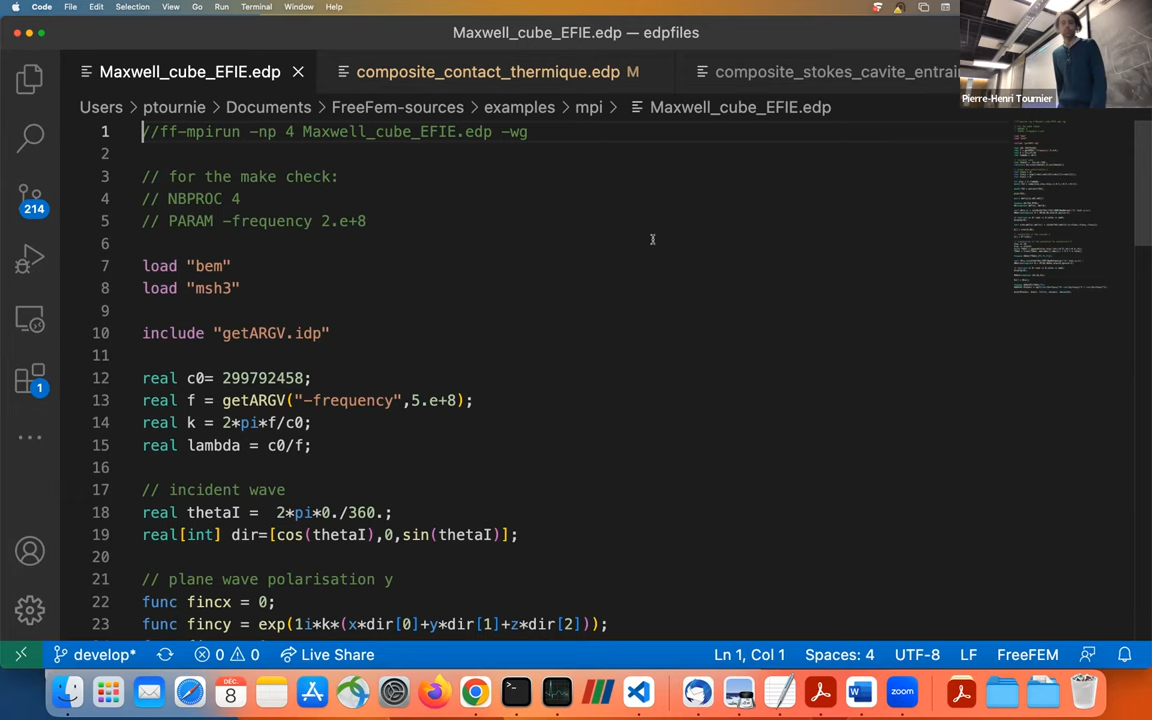 Code File Edit Selection View Go Run Terminal Window Help
Maxwell_cube_EFIE.edp — edpfiles
Maxwell_cube_EFIE.edp composite_contact_thermique.edp M composite_stokes_cavite_entrai
Users ptournie Documents FreeFem-sources examples mpi Maxwell_cube_EFIE.edp
Pierre-Henri Tournier
1 //ff-mpirun -np 4 Maxwell_cube_EFIE.edp -wg
2
3 // for the make check:
4 // NBPROC 4
5 // PARAM -frequency 2.e+8
6
7 load "bem"
8 load "msh3"
9
10 include "getARGV.idp"
11
12 real c0= 299792458;
13 real f = getARGV("-frequency",5.e+8);
14 real k = 2*pi*f/c0;
15 real lambda = c0/f;
16
17 // incident wave
18 real thetaI =  2*pi*0./360.;
19 real[int] dir=[cos(thetaI),0,sin(thetaI)];
20
21 // plane wave polarisation y
22 func fincx = 0;
23 func fincy = exp(1i*k*(x*dir[0]+y*dir[1]+z*dir[2]));
214
1
develop* 0 0 Live Share Ln 1, Col 1 Spaces: 4 UTF-8 LF FreeFEM
DÉC. 8
zoom